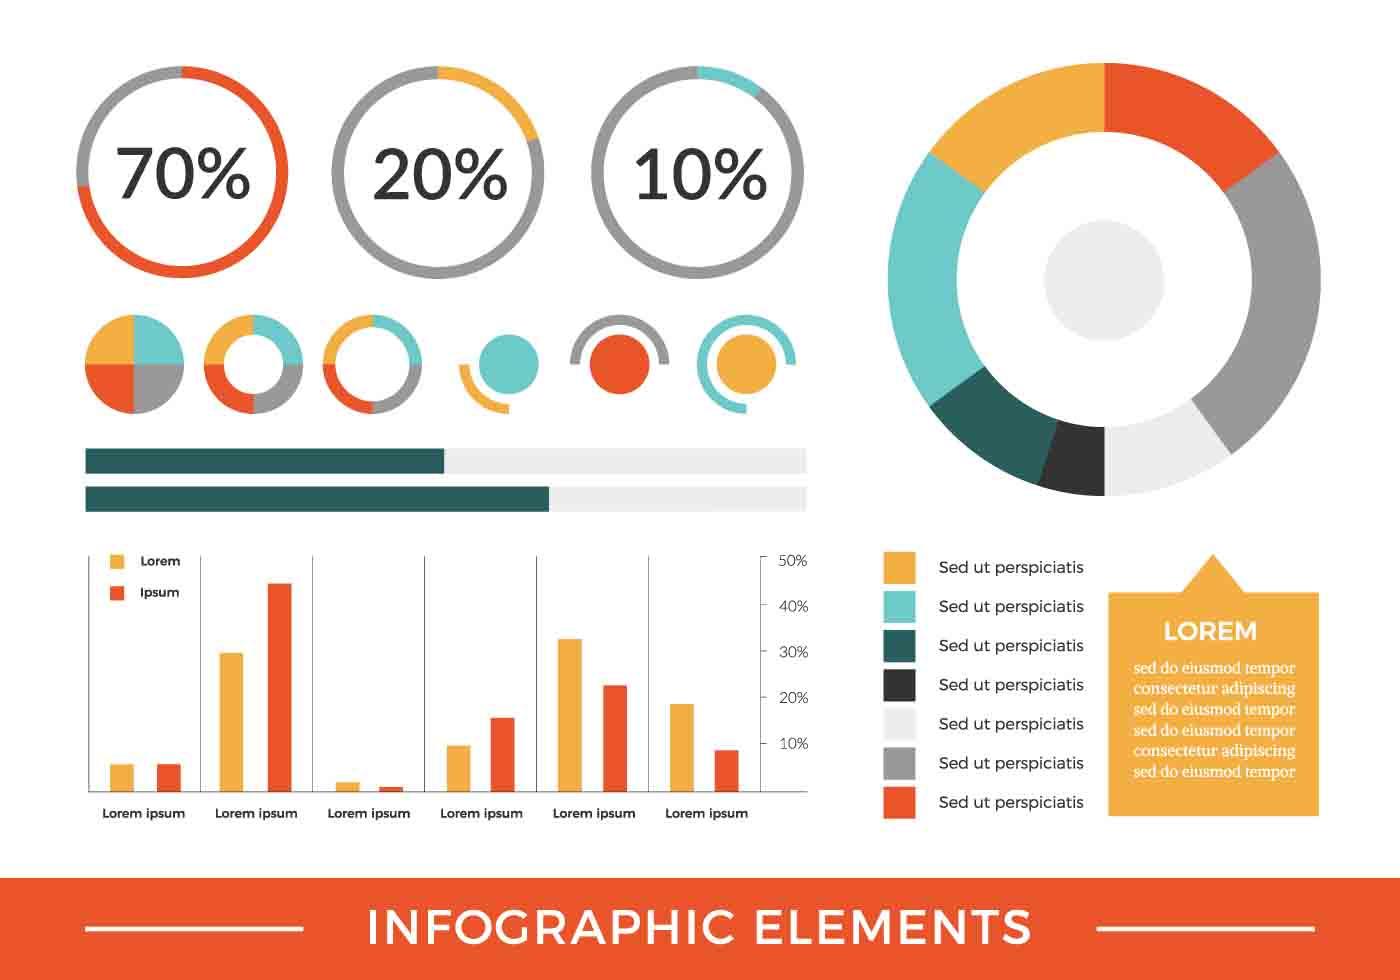 70%
20%
10%
Lorem
Ipsum
50%
40%
30%
20%
10%
Lorem ipsum
Lorem ipsum
Lorem ipsum
Lorem ipsum
Lorem ipsum
Lorem ipsum
Sed ut perspiciatis
Sed ut perspiciatis
Sed ut perspiciatis
Sed ut perspiciatis
Sed ut perspiciatis
Sed ut perspiciatis
Sed ut perspiciatis
LOREM
sed do eiusmod tempor
consectetur adipiscing
sed do eiusmod tempor
sed do eiusmod tempor
consectetur adipiscing
sed do eiusmod tempor
INFOGRAPHIC ELEMENTS